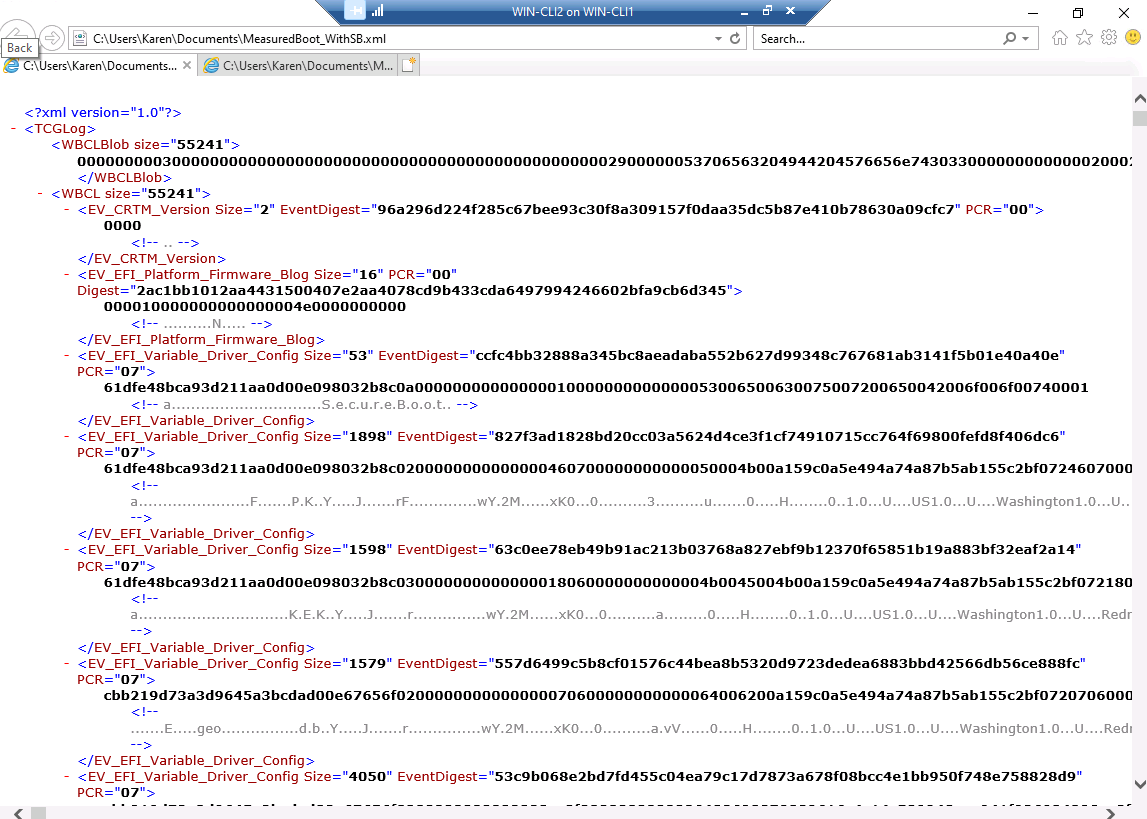 WIN-CLI2 on WIN-CLI1
C:\Users\Karen\Documents\MeasuredBoot_WithSB.xml
Search...
Back
C:\Users\Karen\Documents...
C:\Users\Karen\Documents\M...
<?xml version="1.0"?>
- <TCGLog>
<WBCLBlob size="55241">
</WBCLBlob>
- <WBCL size="55241">
- <EV_CRTM_Version Size="2" EventDigest="96a296d224f285c67bee93c30f8a309157f0daa35dc5b87e410b78630a09cfc7" PCR="00">
0000
<!-- .. -->
</EV_CRTM_Version>
- <EV_EFI_Platform_Firmware_Blog Size="16" PCR="00"
Digest="2ac1bb1012aa4431500407e2aa4078cd9b433cda6497994246602bfa9cb6d345">
000010000000000000004e0000000000
<!-- ..........N..... -->
</EV_EFI_Platform_Firmware_Blog>
- <EV_EFI_Variable_Driver_Config Size="53" EventDigest="ccfc4bb32888a345bc8aeadaba552b627d99348c767681ab3141f5b01e40a40e"
PCR="07">
61dfe48bca93d211aa0d00e098032b8c0a00000000000000010000000000000053006500630075007200650042006f006f00740001
<!-- a...............................S.e.c.u.r.e.B.o.o.t.. -->
</EV_EFI_Variable_Driver_Config>
- <EV_EFI_Variable_Driver_Config Size="1898" EventDigest="827f3ad1828bd20cc03a5624d4ce3f1cf74910715cc764f69800fefd8f406dc6"
PCR="07">
61dfe48bca93d211aa0d00e098032b8c0200000000000000460700000000000050004b00a159c0a5e494a74a87b5ab155c2bf07246070000
<!--
a.......................F.......P.K..Y.....J.......rF..............wY.2M......xK0...0..........3..........u.......0.....H........0..1.0...U....US1.0...U....Washington1.0...U..
-->
</EV_EFI_Variable_Driver_Config>
- <EV_EFI_Variable_Driver_Config Size="1598" EventDigest="63c0ee78eb49b91ac213b03768a827ebf9b12370f65851b19a883bf32eaf2a14"
PCR="07">
61dfe48bca93d211aa0d00e098032b8c030000000000000018060000000000004b0045004b00a159c0a5e494a74a87b5ab155c2bf072180
<!--
a...............................K.E.K..Y.....J.......r...............wY.2M......xK0...0..........a.........0.....H........0..1.0...U....US1.0...U....Washington1.0...U....Redr
-->
</EV_EFI_Variable_Driver_Config>
- <EV_EFI_Variable_Driver_Config Size="1579" EventDigest="557d6499c5b8cf01576c44bea8b5320d9723dedea6883bbd42566db56ce888fc"
PCR="07">
cbb219d73a3d9645a3bcdad00e67656f0200000000000000070600000000000064006200a159c0a5e494a74a87b5ab155c2bf0720706000
<!--
.......E.....geo................d.b..Y.....J.......r...............wY.2M......xK0...0..........a.vV......0.....H........0..1.0...U....US1.0...U....Washington1.0...U....Redr
-->
</EV_EFI_Variable_Driver_Config>
- <EV_EFI_Variable_Driver_Config Size="4050" EventDigest="53c9b068e2bd7fd455c04ea79c17d7873a678f08bcc4e1bb950f748e758828d9"
PCR="07">